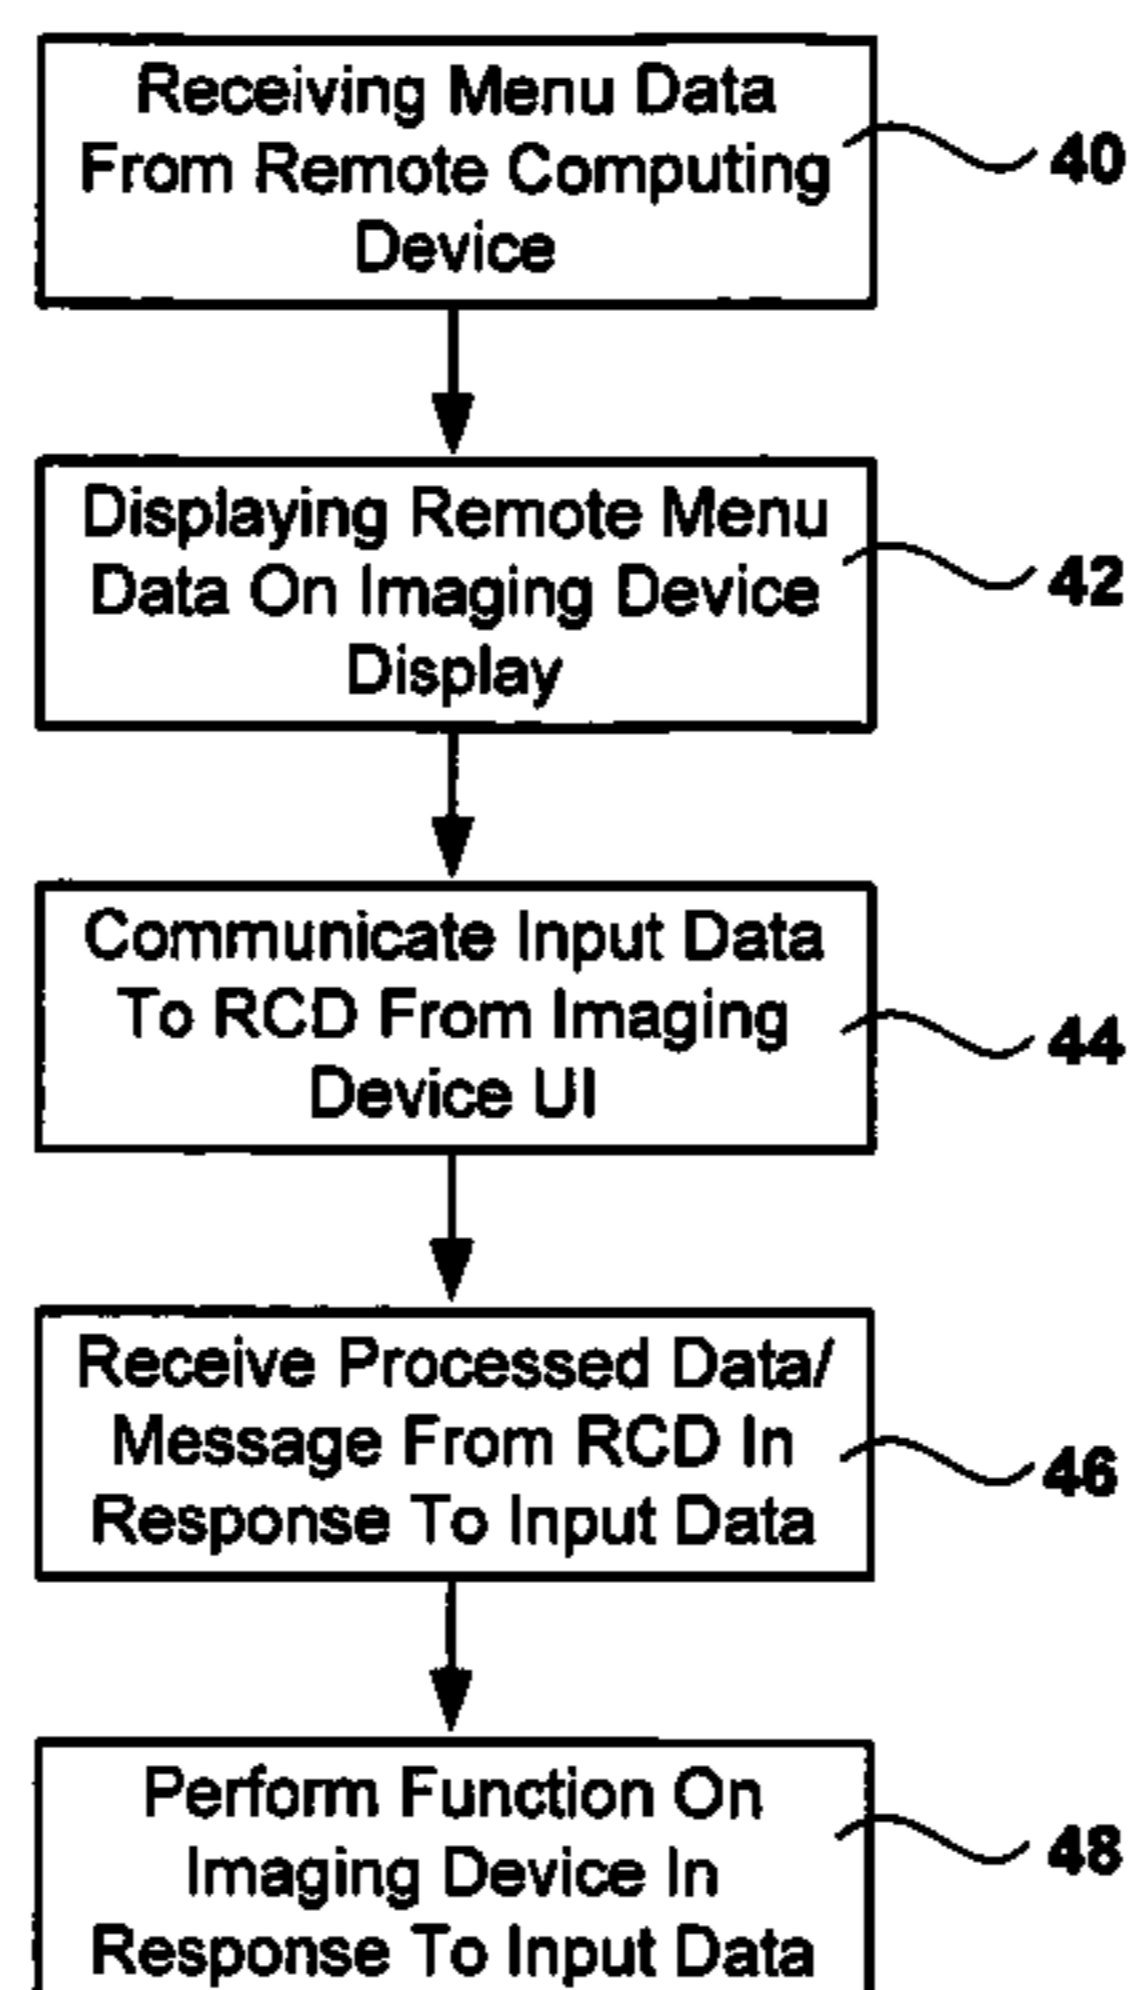 Receiving Menu Data
From Remote Computing
Device
40
Displaying Remote Menu
Data On Imaging Device
Display
42
Communicate Input Data
To RCD From Imaging
Device UI
44
Receive Processed Data/
Message From RCD In
Response To Input Data
46
Perform Function On
Imaging Device In
Response To Input Data
48